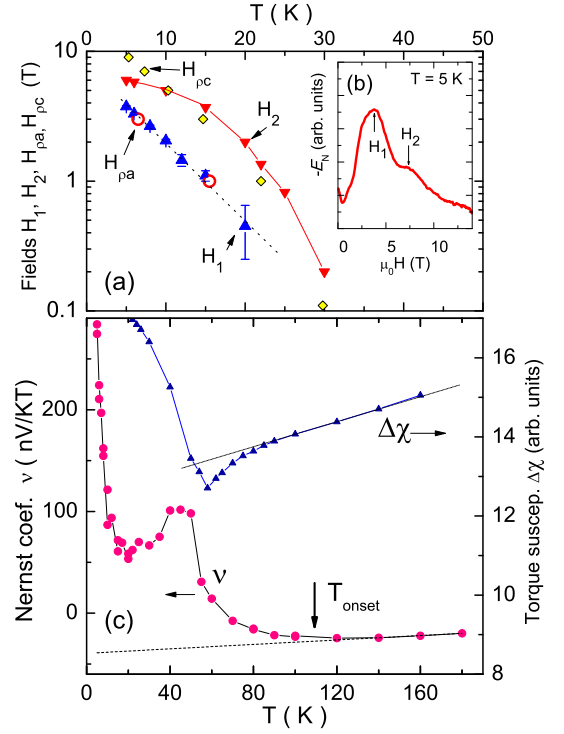 T ( K )
0 10 20 30 40 50
10
1
0.1
Fields H1, H2, Hρa, Hρc (T)
Hρc
H2
Hρa
H1
(a)
(b) T = 5 K
-EN (arb. units)
H1
H2
0 5 10
μ0H (T)
200
100
0
Nernst coef. ν ( nV/KT)
16
14
12
10
8
Torque suscep. Δχ (arb. units)
Δχ
ν
Tonset
(c)
0 40 80 120 160
T ( K )